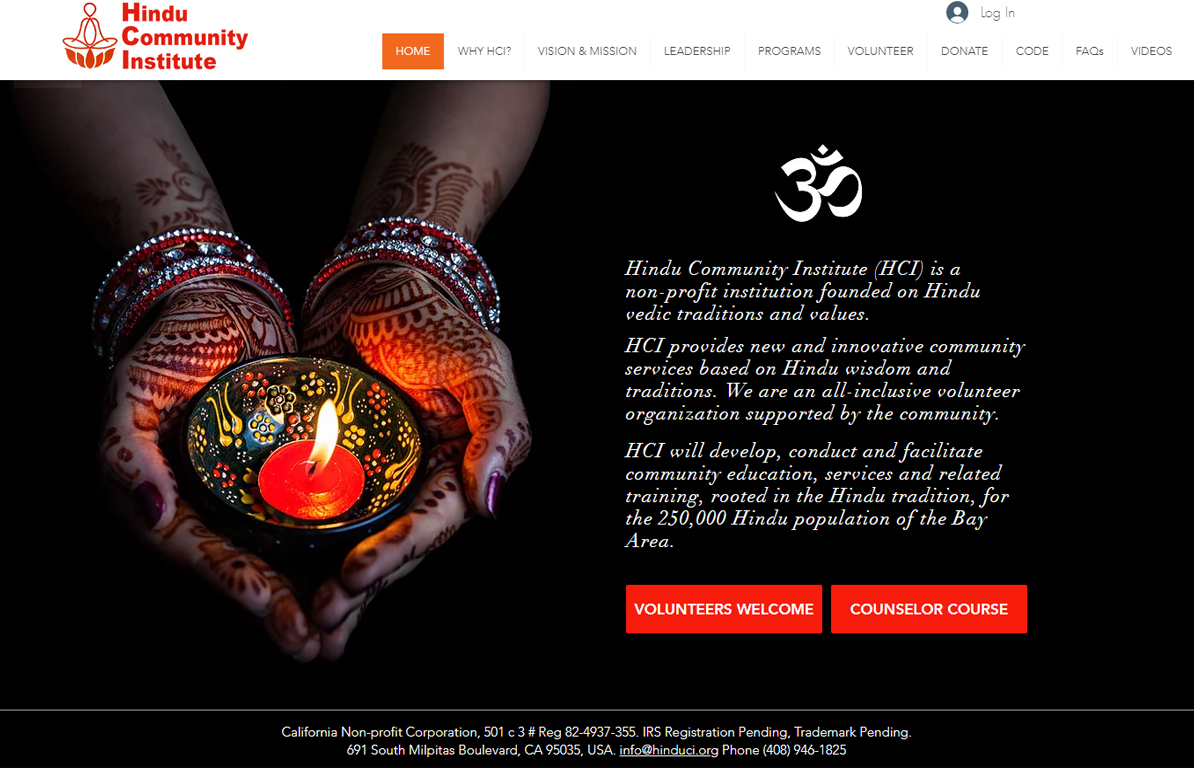 Hindu
Community
Institute
Log In
HOME
WHY HCI?
VISION & MISSION
LEADERSHIP
PROGRAMS
VOLUNTEER
DONATE
CODE
FAQs
VIDEOS
ॐ
Hindu Community Institute (HCI) is a
non-profit institution founded on Hindu
vedic traditions and values.
HCI provides new and innovative community
services based on Hindu wisdom and
traditions. We are an all-inclusive volunteer
organization supported by the community.
HCI will develop, conduct and facilitate
community education, services and related
training, rooted in the Hindu tradition, for
the 250,000 Hindu population of the Bay
Area.
VOLUNTEERS WELCOME
COUNSELOR COURSE
California Non-profit Corporation, 501 c 3 # Reg 82-4937-355. IRS Registration Pending, Trademark Pending.
691 South Milpitas Boulevard, CA 95035, USA. info@hinduci.org Phone (408) 946-1825